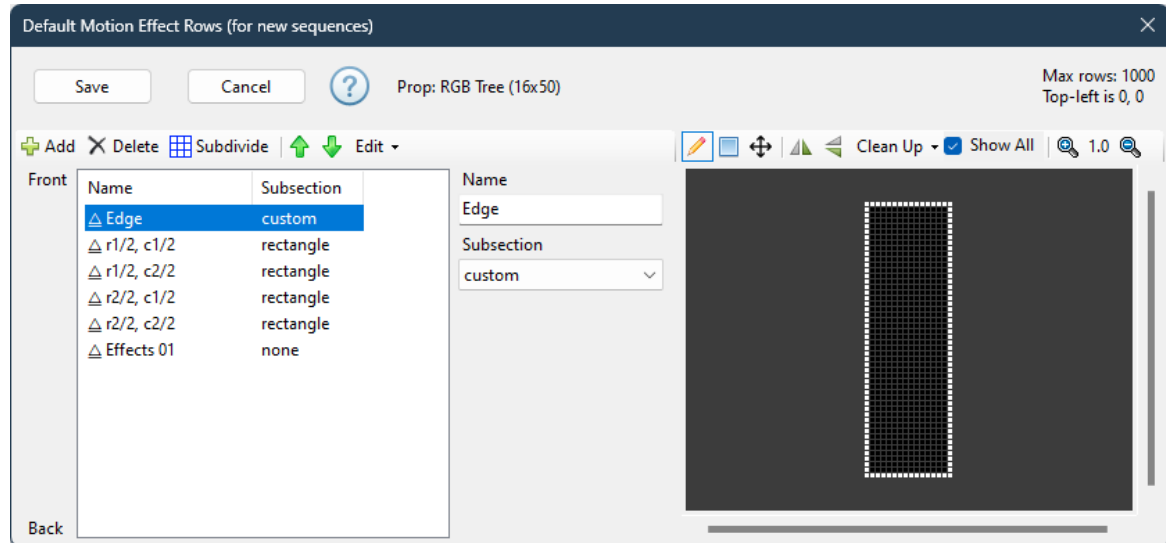 Default Motion Effect Rows (for new sequences)
Save Cancel ? Prop: RGB Tree (16x50) Max rows: 1000
Top-left is 0, 0
Add Delete Subdivide Edit Clean Up Show All 1.0
Front Name Subsection Name
Edge custom Edge
r1/2, c1/2 rectangle Subsection
r1/2, c2/2 rectangle custom
r2/2, c1/2 rectangle
r2/2, c2/2 rectangle
Effects 01 none
Back